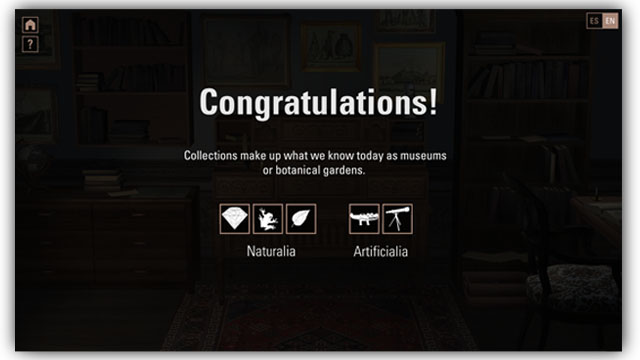 ?
ES EN
Congratulations!
Collections make up what we know today as museums
or botanical gardens.
Naturalia
Artificialia